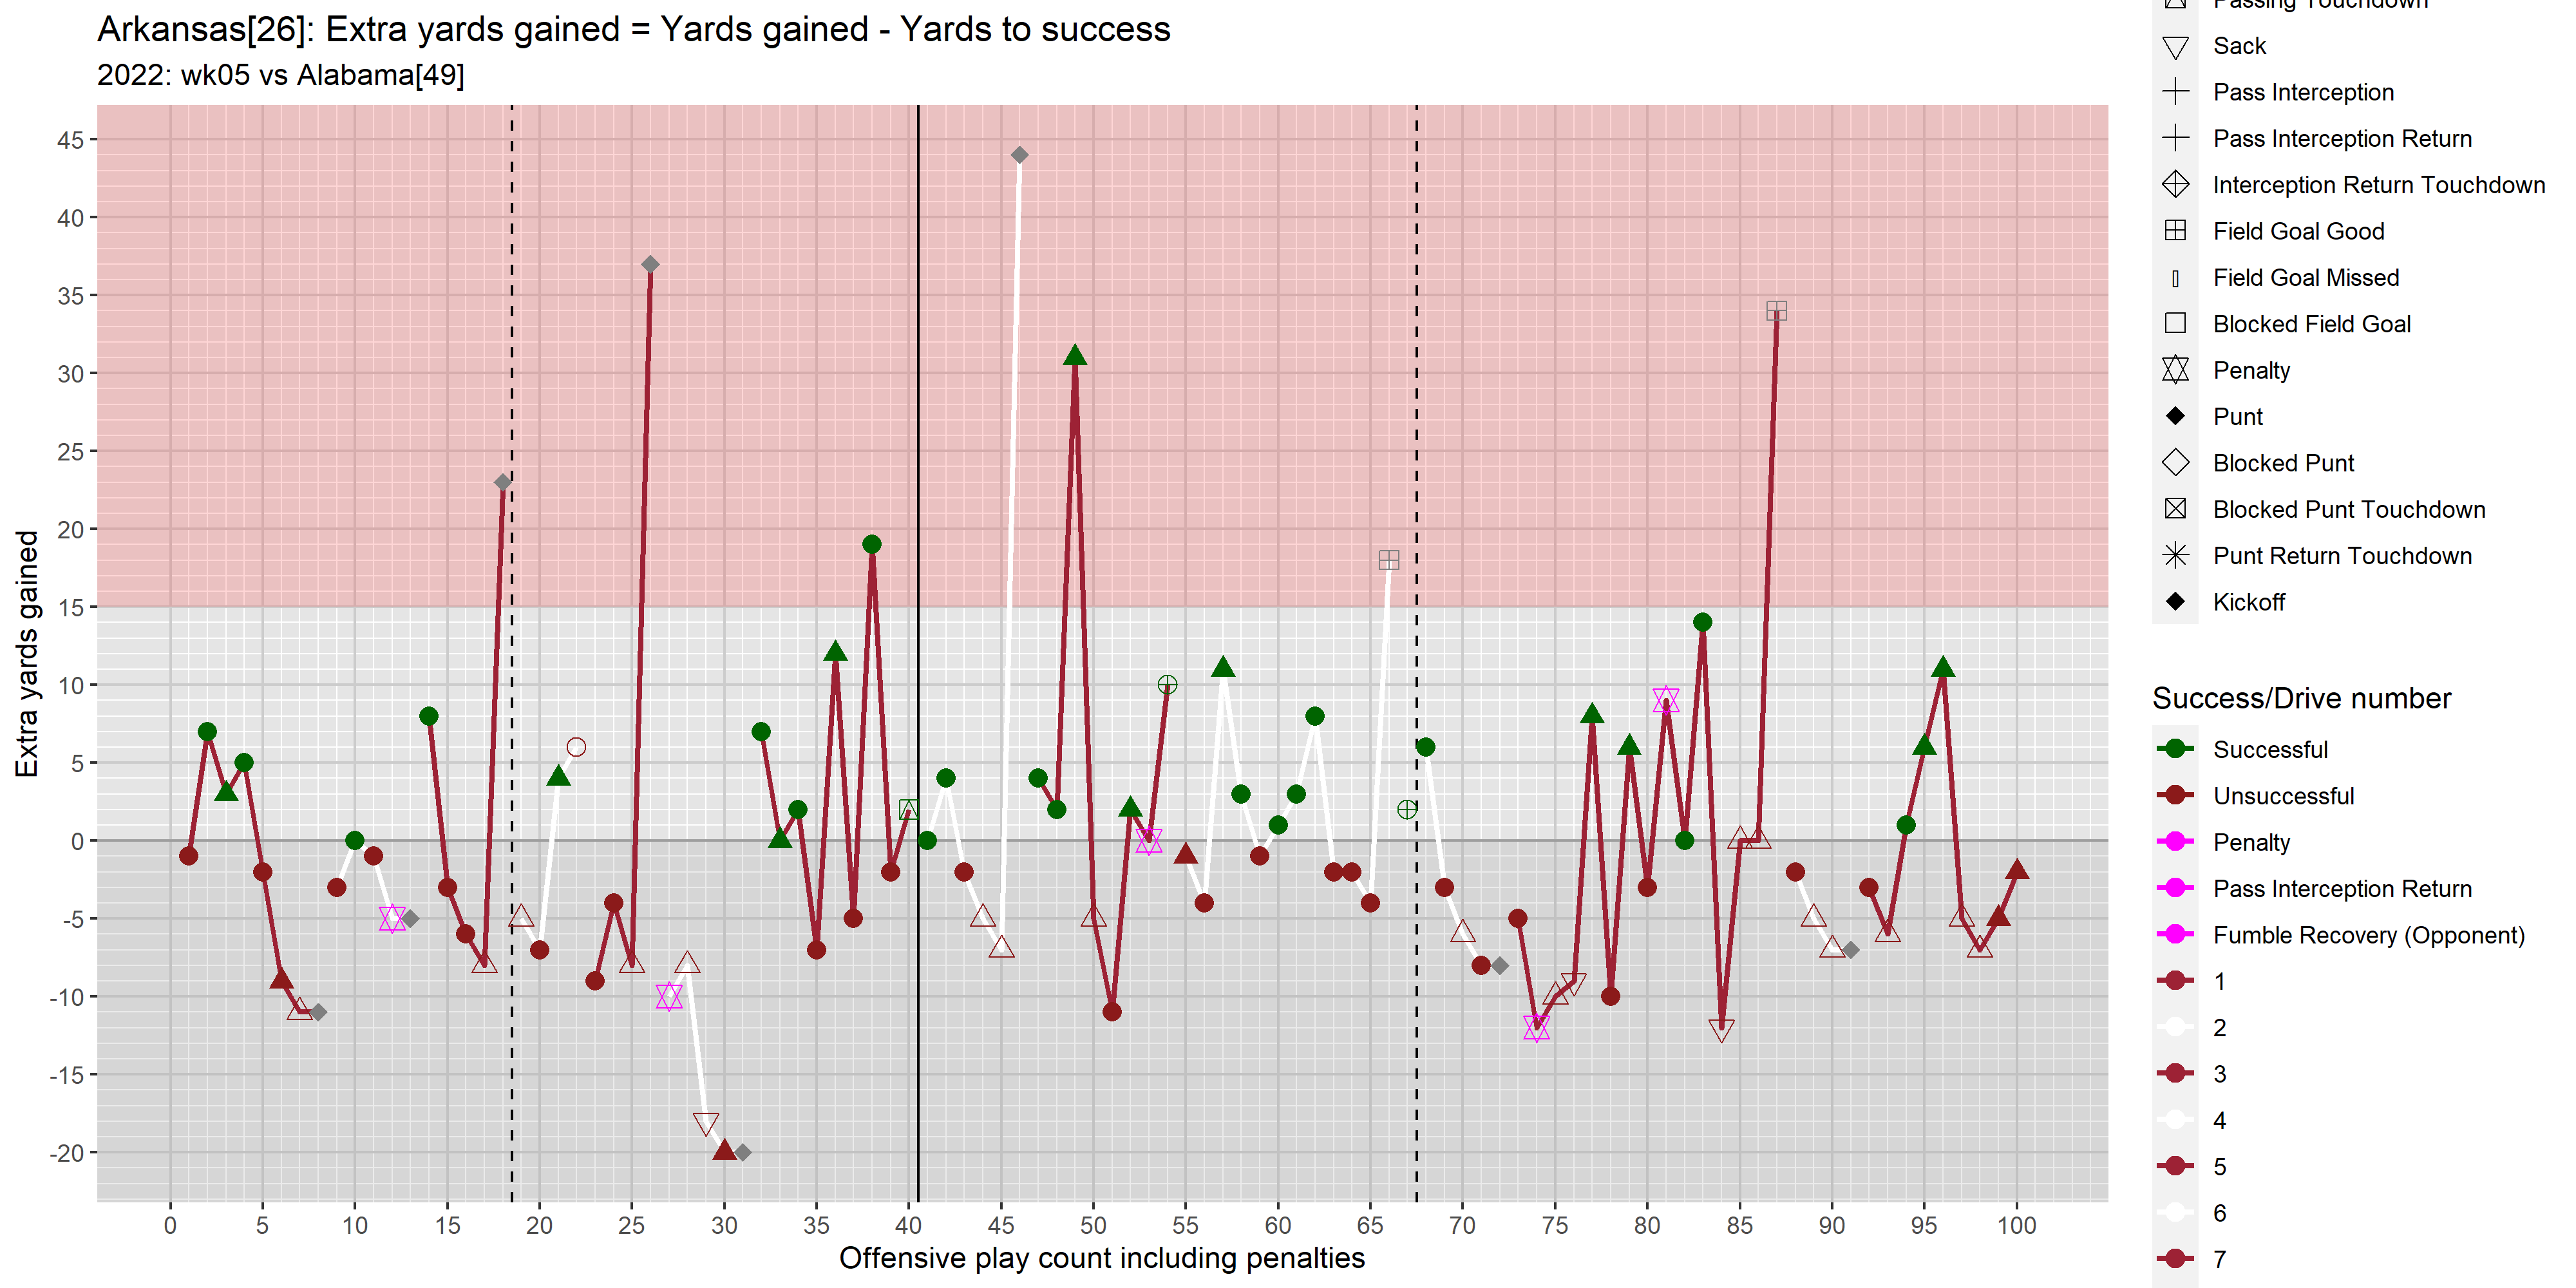 Arkansas[26]: Extra yards gained = Yards gained - Yards to success
2022: wk05 vs Alabama[49]
Extra yards gained
45
40
35
30
25
20
15
10
5
0
-5
-10
-15
-20
0 5 10 15 20 25 30 35 40 45 50 55 60 65 70 75 80 85 90 95 100
Offensive play count including penalties
Passing Touchdown
Sack
Pass Interception
Pass Interception Return
Interception Return Touchdown
Field Goal Good
Field Goal Missed
Blocked Field Goal
Penalty
Punt
Blocked Punt
Blocked Punt Touchdown
Punt Return Touchdown
Kickoff
Success/Drive number
Successful
Unsuccessful
Penalty
Pass Interception Return
Fumble Recovery (Opponent)
1
2
3
4
5
6
7